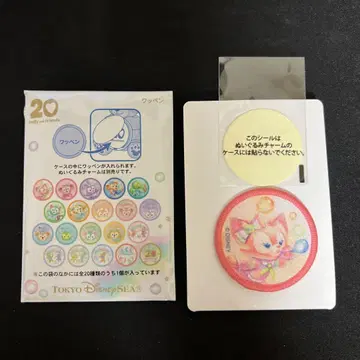 20
ワッペン
ワッペン
ケースの中にワッペンが入れられます。
ぬいぐるみチャームは別売りです。
※この袋のなかには全20種類のうち1個が入っています
TOKYO DISNEYSEA®
このシールは
ぬいぐるみチャームの
ケースには貼らないでください。
©DISNEY